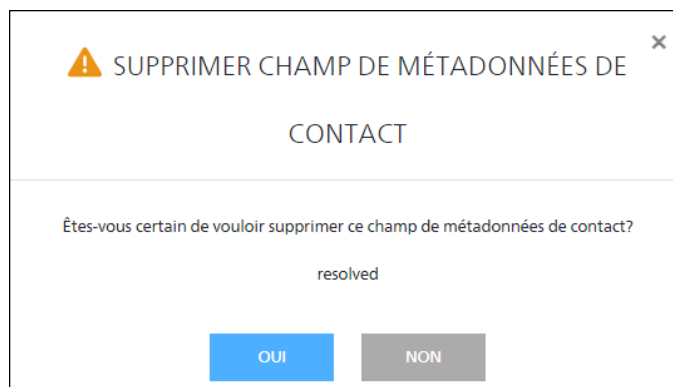 SUPPRIMER CHAMP DE MÉTADONNÉES DE
CONTACT
Êtes-vous certain de vouloir supprimer ce champ de métadonnées de contact?
resolved
OUI
NON